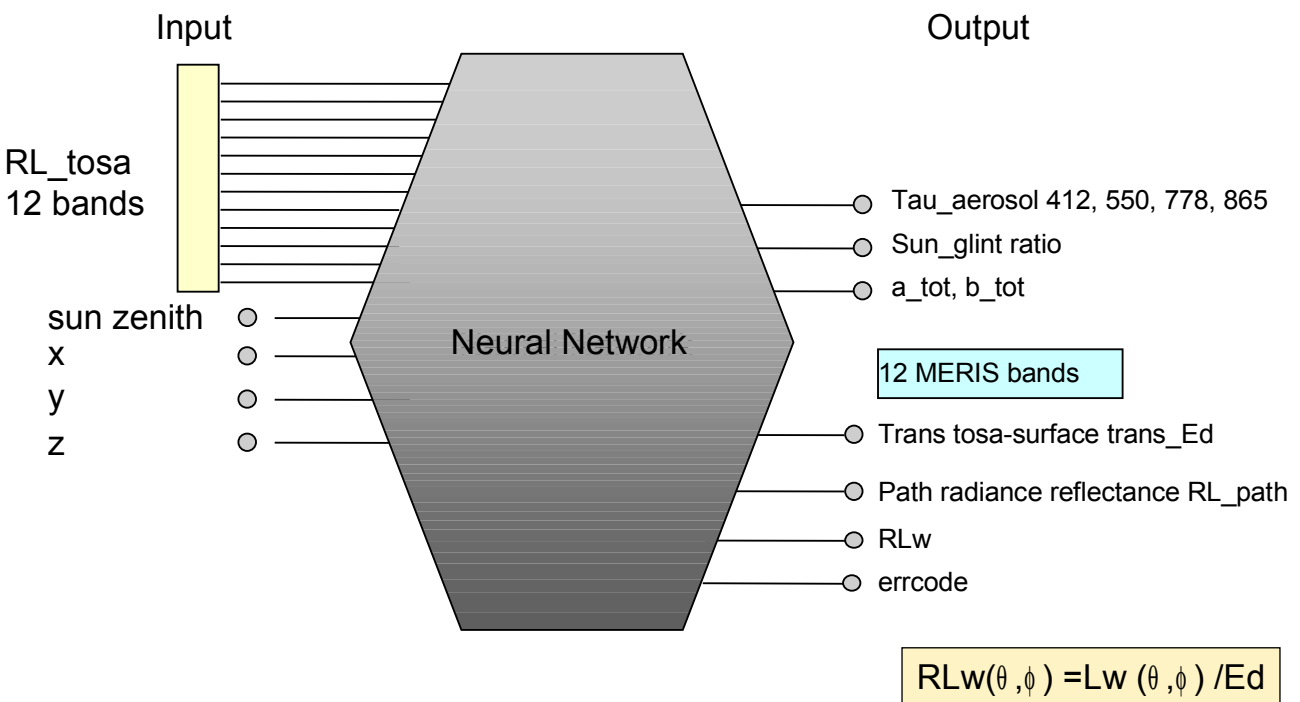 Input
Output
RL_tosa
12 bands
sun zenith
x
y
z
Neural Network
Tau_aerosol 412, 550, 778, 865
Sun_glint ratio
a_tot, b_tot
12 MERIS bands
Trans tosa-surface trans_Ed
Path radiance reflectance RL_path
RLw
errcode
RLw(θ,ϕ) =Lw (θ,ϕ) /Ed